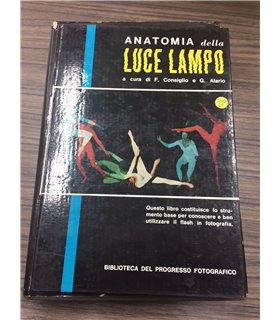 ANATOMIA della
LUCE LAMPO
a cura di F. Consiglio e G. Alario
Questo libro costituisce lo stru-
mento base per conoscere e ben
utilizzare il flash in fotografia.
BIBLIOTECA DEL PROGRESSO FOTOGRAFICO